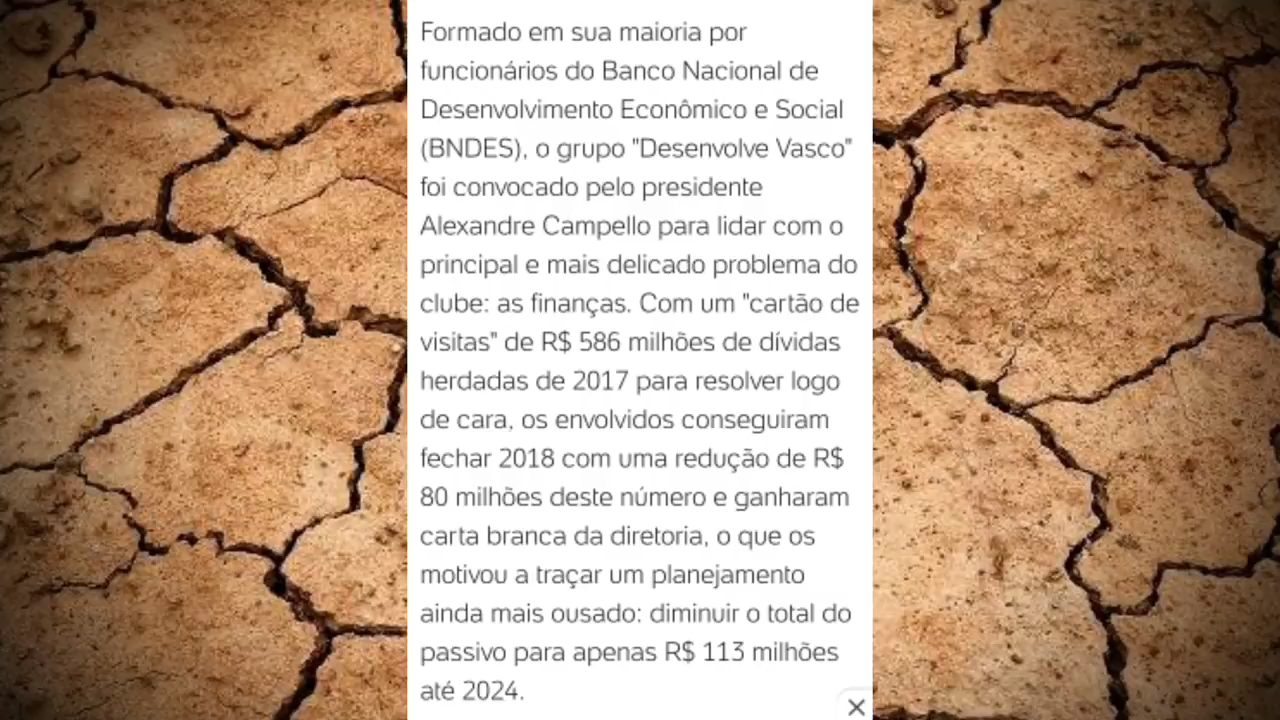 Formado em sua maioria por
funcionários do Banco Nacional de
Desenvolvimento Econômico e Social
(BNDES), o grupo "Desenvolve Vasco"
foi convocado pelo presidente
Alexandre Campello para lidar com o
principal e mais delicado problema do
clube: as finanças. Com um "cartão de
visitas" de R$ 586 milhões de dívidas
herdadas de 2017 para resolver logo
de cara, os envolvidos conseguiram
fechar 2018 com uma redução de R$
80 milhões deste número e ganharam
carta branca da diretoria, o que os
motivou a traçar um planejamento
ainda mais ousado: diminuir o total do
passivo para apenas R$ 113 milhões
até 2024.